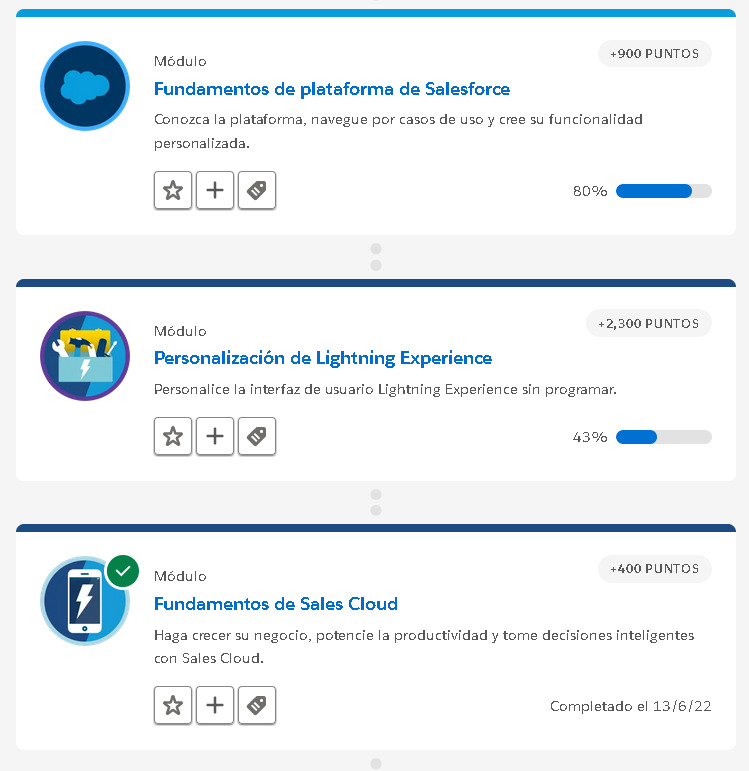 Módulo
+900 PUNTOS
Fundamentos de plataforma de Salesforce
Conozca la plataforma, navegue por casos de uso y cree su funcionalidad
personalizada.
80%
Módulo
+2,300 PUNTOS
Personalización de Lightning Experience
Personalice la interfaz de usuario Lightning Experience sin programar.
43%
Módulo
+400 PUNTOS
Fundamentos de Sales Cloud
Haga crecer su negocio, potencie la productividad y tome decisiones inteligentes
con Sales Cloud.
Completado el 13/6/22